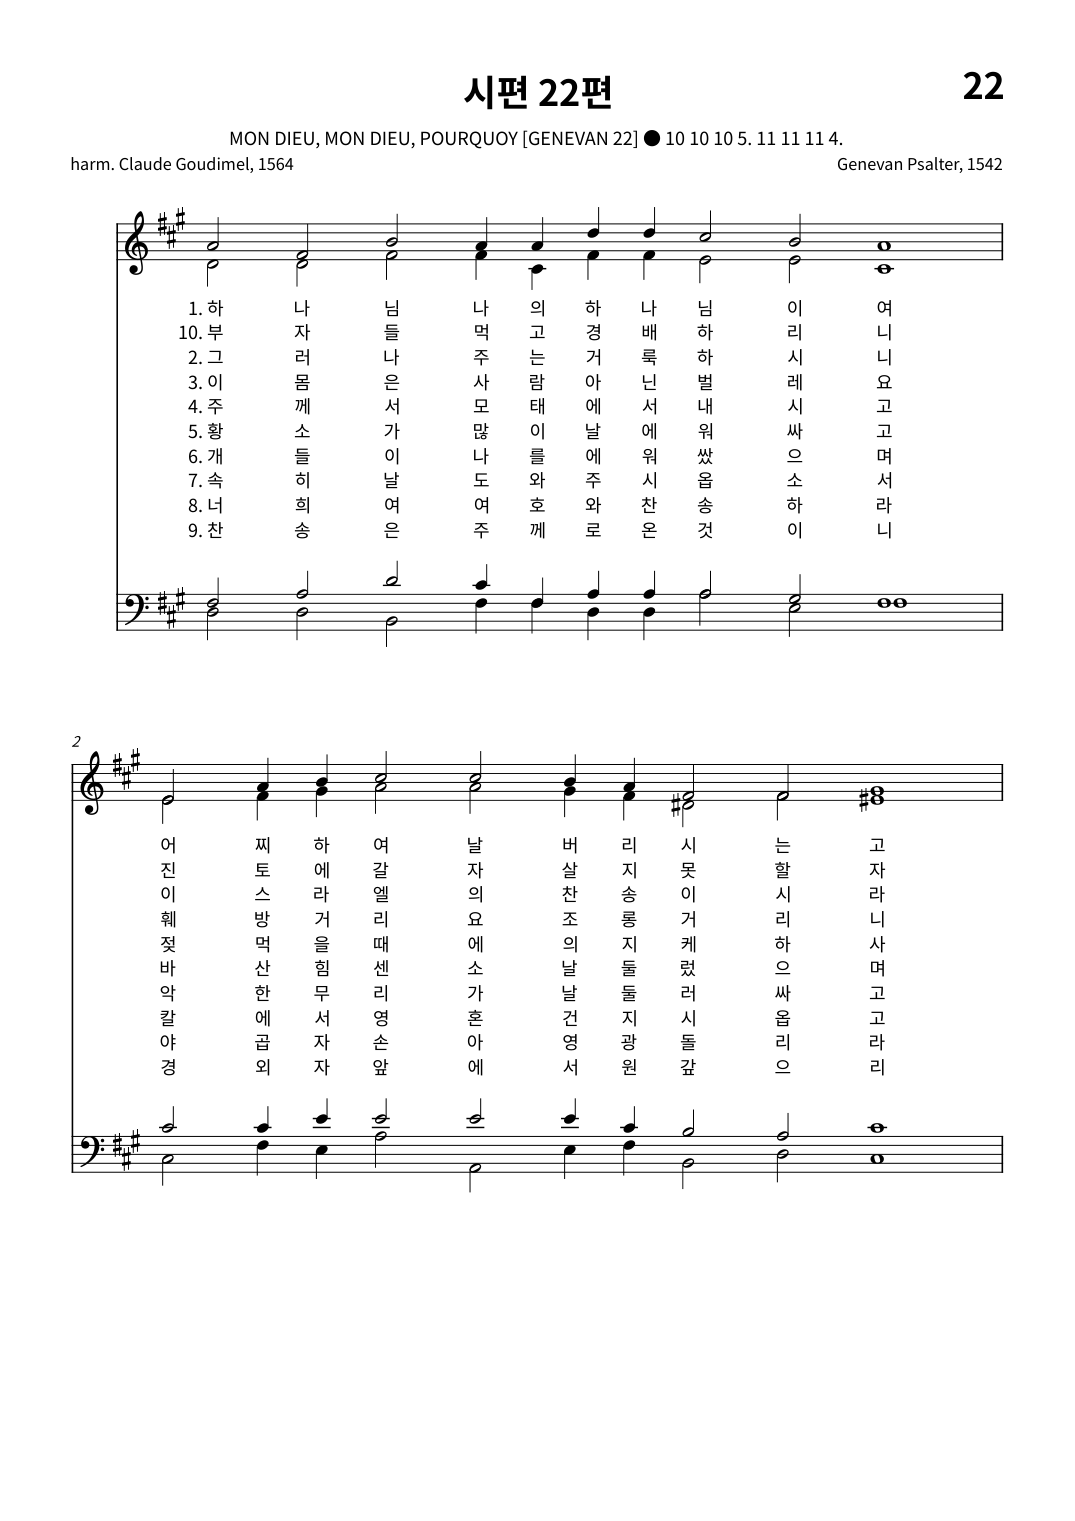 시편 22편
22
MON DIEU, MON DIEU, POURQUOY [GENEVAN 22] ● 10 10 10 5. 11 11 11 4.
harm. Claude Goudimel, 1564
Genevan Psalter, 1542
1. 하 나 님 나 의 하 나 님 이 여
10. 부 자 들 먹 고 경 배 하 리 니
2. 그 러 나 주 는 거 룩 하 시 니
3. 이 몸 은 사 람 아 닌 벌 레 요
4. 주 께 서 모 태 에 서 내 시 고
5. 황 소 가 많 이 날 에 워 싸 고
6. 개 들 이 나 를 에 워 쌌 으 며
7. 속 히 날 도 와 주 시 옵 소 서
8. 너 희 여 여 호 와 찬 송 하 라
9. 찬 송 은 주 께 로 온 것 이 니
2
어 찌 하 여 날 버 리 시 는 고
진 토 에 갈 자 살 지 못 할 자
이 스 라 엘 의 찬 송 이 시 라
훼 방 거 리 요 조 롱 거 리 니
젖 먹 을 때 에 의 지 케 하 사
바 산 힘 센 소 날 둘 렀 으 며
악 한 무 리 가 날 둘 러 싸 고
칼 에 서 영 혼 건 지 시 옵 고
야 곱 자 손 아 영 광 돌 리 라
경 외 자 앞 에 서 원 갚 으 리